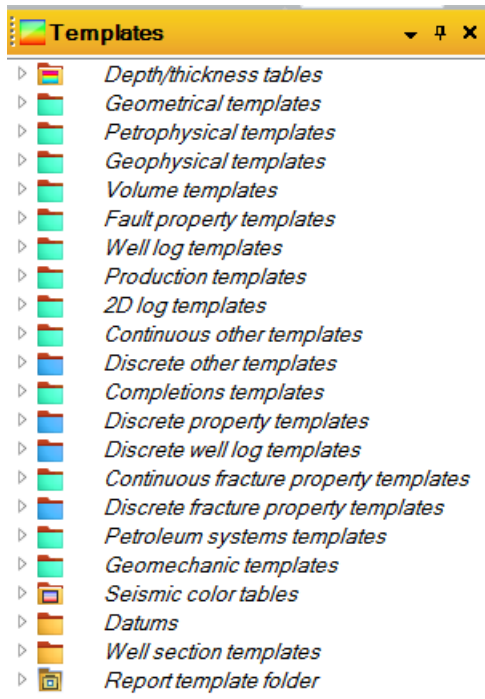 Templates
Depth/thickness tables
Geometrical templates
Petrophysical templates
Geophysical templates
Volume templates
Fault property templates
Well log templates
Production templates
2D log templates
Continuous other templates
Discrete other templates
Completions templates
Discrete property templates
Discrete well log templates
Continuous fracture property templates
Discrete fracture property templates
Petroleum systems templates
Geomechanic templates
Seismic color tables
Datums
Well section templates
Report template folder